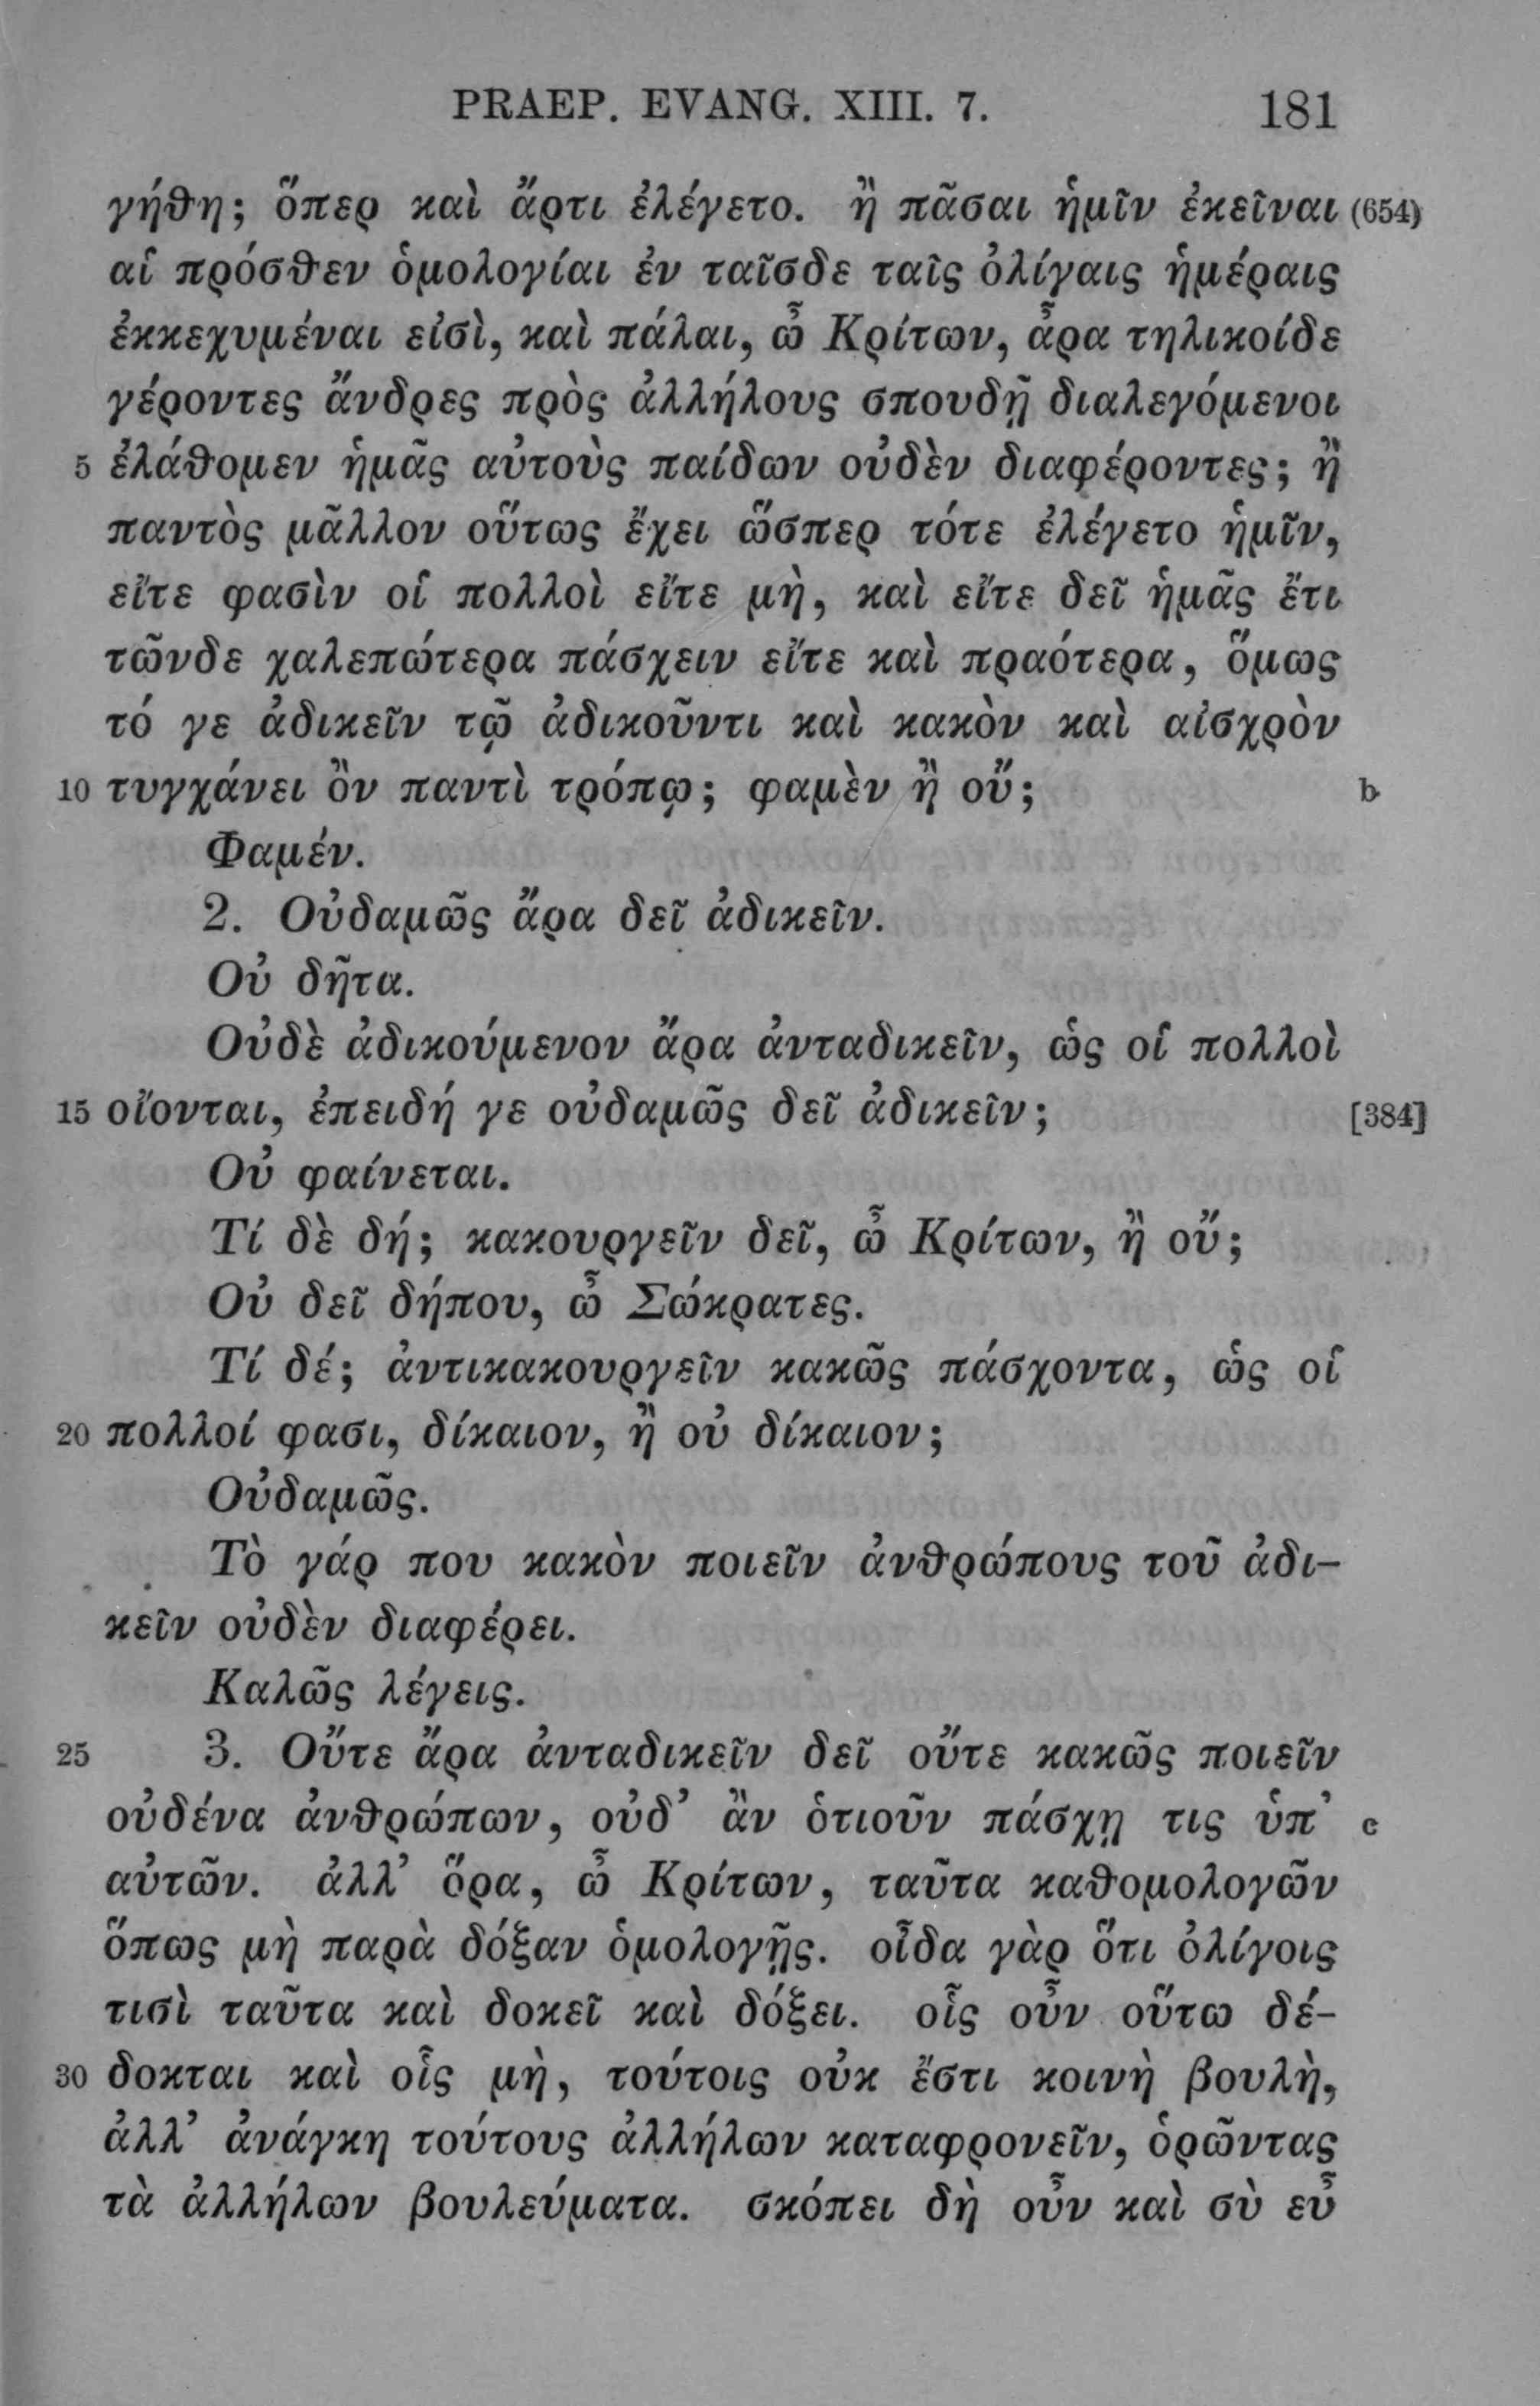 PRAEP. EVANG. XIII. 7. 181
γήθη; ὅπερ καὶ ἄρτι ἐλέγετο. ἢ πᾶσαι ἡμῖν ἐκεῖναι (654)
αἱ πρόσθεν ὁμολογίαι ἐν ταῖσδε ταῖς ὀλίγαις ἡμέραις
ἐκκεχυμέναι εἰσὶ, καὶ πάλαι, ὦ Κρίτων, ἆρα τηλικοίδε
γέροντες ἄνδρες πρὸς ἀλλήλους σπουδῇ διαλεγόμενοι
5 ἐλάθομεν ἡμᾶς αὐτοὺς παίδων οὐδὲν διαφέροντες; ἢ
παντὸς μᾶλλον οὕτως ἔχει ὥσπερ τότε ἐλέγετο ἡμῖν,
εἴτε φασὶν οἱ πολλοὶ εἴτε μὴ, καὶ εἴτε δεῖ ἡμᾶς ἔτι
τῶνδε χαλεπώτερα πάσχειν εἴτε καὶ πραότερα, ὅμως
τό γε ἀδικεῖν τῷ ἀδικοῦντι καὶ κακὸν καὶ αἰσχρὸν
10 τυγχάνει ὂν παντὶ τρόπῳ; φαμὲν ἢ οὔ; b
Φαμέν.
2. Οὐδαμῶς ἄρα δεῖ ἀδικεῖν.
Οὐ δῆτα.
Οὐδὲ ἀδικούμενον ἄρα ἀνταδικεῖν, ὡς οἱ πολλοὶ
15 οἴονται, ἐπειδή γε οὐδαμῶς δεῖ ἀδικεῖν; [384]
Οὐ φαίνεται.
Τί δὲ δή; κακουργεῖν δεῖ, ὦ Κρίτων, ἢ οὔ;
Οὐ δεῖ δήπου, ὦ Σώκρατες.
Τί δέ; ἀντικακουργεῖν κακῶς πάσχοντα, ὡς οἱ
20 πολλοί φασι, δίκαιον, ἢ οὐ δίκαιον;
Οὐδαμῶς.
Τὸ γάρ που κακὸν ποιεῖν ἀνθρώπους τοῦ ἀδι-
κεῖν οὐδὲν διαφέρει.
Καλῶς λέγεις.
25 3. Οὔτε ἄρα ἀνταδικεῖν δεῖ οὔτε κακῶς ποιεῖν
οὐδένα ἀνθρώπων, οὐδ’ ἂν ὁτιοῦν πάσχῃ τις ὑπ’ c
αὐτῶν. ἀλλ’ ὅρα, ὦ Κρίτων, ταῦτα καθομολογῶν
ὅπως μὴ παρὰ δόξαν ὁμολογῇς. οἶδα γὰρ ὅτι ὀλίγοις
τισὶ ταῦτα καὶ δοκεῖ καὶ δόξει. οἷς οὖν οὕτω δέ-
30 δοκται καὶ οἷς μὴ, τούτοις οὐκ ἔστι κοινὴ βουλὴ,
ἀλλ’ ἀνάγκη τούτους ἀλλήλων καταφρονεῖν, ὁρῶντας
τὰ ἀλλήλων βουλεύματα. σκόπει δὴ οὖν καὶ σὺ εὖ